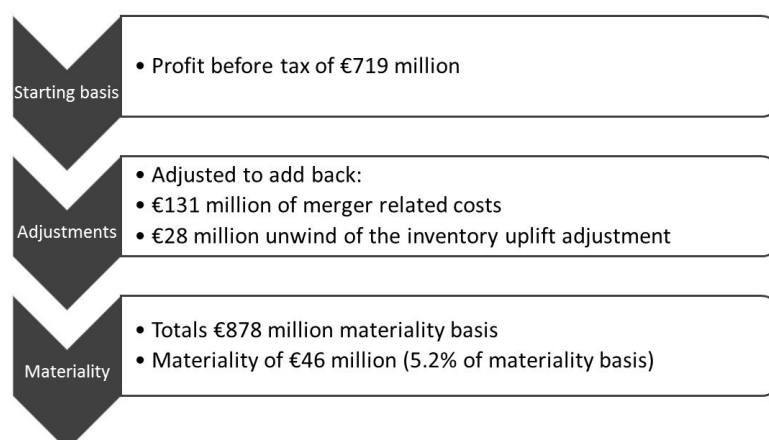 Starting basis
• Profit before tax of €719 million
Adjustments
• Adjusted to add back:
• €131 million of merger related costs
• €28 million unwind of the inventory uplift adjustment
Materiality
• Totals €878 million materiality basis
• Materiality of €46 million (5.2% of materiality basis)